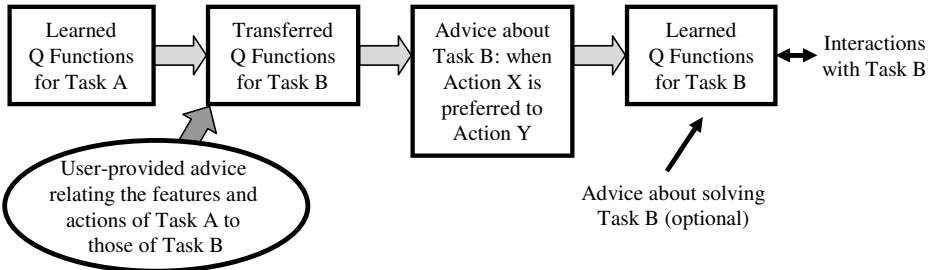 Learned
Q Functions
for Task A
Transferred
Q Functions
for Task B
Advice about
Task B: when
Action X is
preferred to
Action Y
Learned
Q Functions
for Task B
Interactions
with Task B
User-provided advice
relating the features and
actions of Task A to
those of Task B
Advice about solving
Task B (optional)